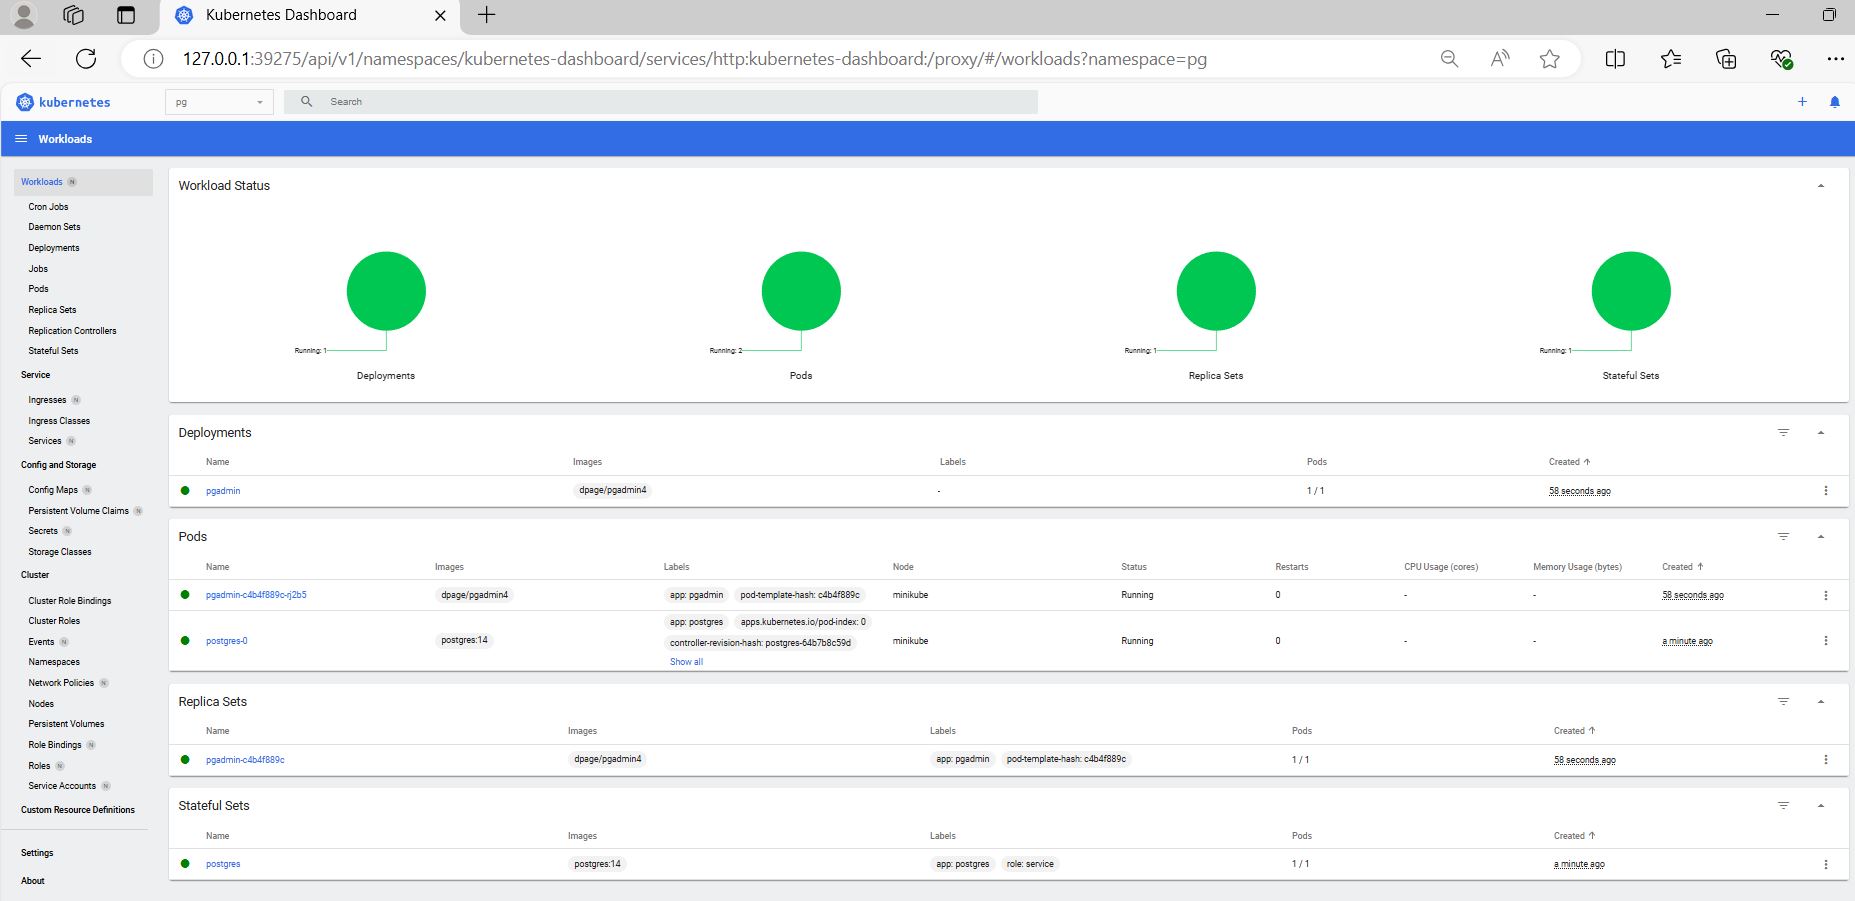 Kubernetes Dashboard
127.0.0.1:39275/api/v1/namespaces/kubernetes-dashboard/services/http:kubernetes-dashboard:/proxy/#/workloads?namespace=pg
kubernetes
pg
Search
Workloads
Workloads N
Cron Jobs
Daemon Sets
Deployments
Jobs
Pods
Replica Sets
Replication Controllers
Stateful Sets
Service
Ingresses N
Ingress Classes
Services N
Config and Storage
Config Maps N
Persistent Volume Claims N
Secrets N
Storage Classes
Cluster
Cluster Role Bindings
Cluster Roles
Events N
Namespaces
Network Policies N
Nodes
Persistent Volumes
Role Bindings N
Roles N
Service Accounts N
Custom Resource Definitions
Settings
About
Workload Status
Running: 1
Deployments
Running: 2
Pods
Running: 1
Replica Sets
Running: 1
Stateful Sets
Deployments
Name Images Labels Pods Created ↑
pgadmin dpage/pgadmin4 - 1 / 1 58 seconds ago
Pods
Name Images Labels Node Status Restarts CPU Usage (cores) Memory Usage (bytes) Created ↑
pgadmin-c4b4f889c-rj2b5 dpage/pgadmin4 app: pgadmin pod-template-hash: c4b4f889c minikube Running 0 - - 58 seconds ago
app: postgres apps.kubernetes.io/pod-index: 0
postgres-0 postgres:14 controller-revision-hash: postgres-64b7b8c59d minikube Running 0 - - a minute ago
Show all
Replica Sets
Name Images Labels Pods Created ↑
pgadmin-c4b4f889c dpage/pgadmin4 app: pgadmin pod-template-hash: c4b4f889c 1 / 1 58 seconds ago
Stateful Sets
Name Images Labels Pods Created ↑
postgres postgres:14 app: postgres role: service 1 / 1 a minute ago